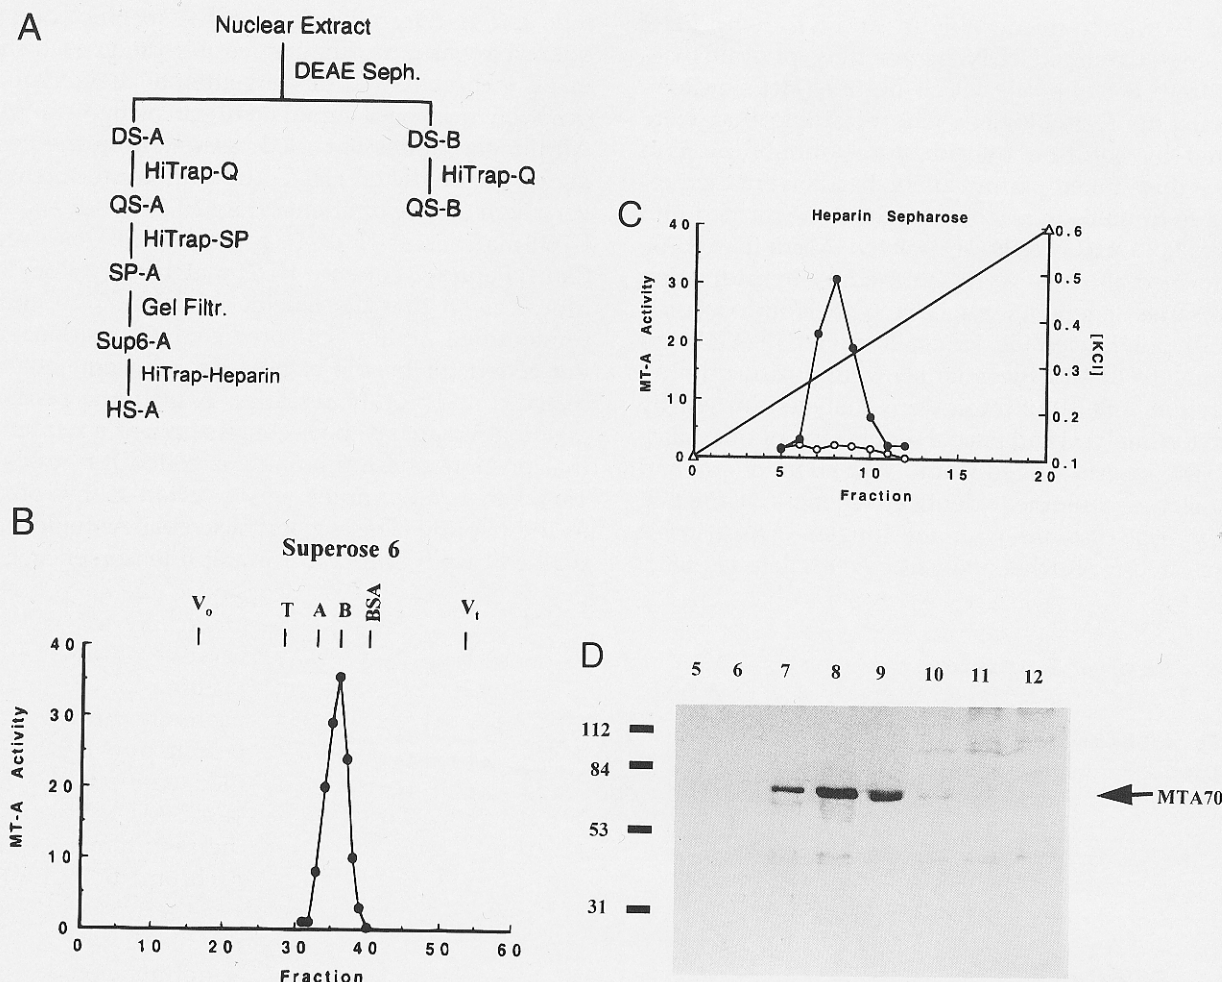 A
Nuclear Extract
DEAE Seph.
DS-A
DS-B
HiTrap-Q
HiTrap-Q
QS-A
QS-B
HiTrap-SP
SP-A
Gel Filtr.
Sup6-A
HiTrap-Heparin
HS-A
C
Heparin Sepharose
40
30
20
10
0
MT-A Activity
0.6
0.5
0.4
0.3
0.2
0.1
[KCl]
0 5 10 15 20
Fraction
B
Superose 6
Vo T A B BSA Vt
40
30
20
10
0
MT-A Activity
0 10 20 30 40 50 60
Fraction
D
5 6 7 8 9 10 11 12
112
84
53
31
MTA70